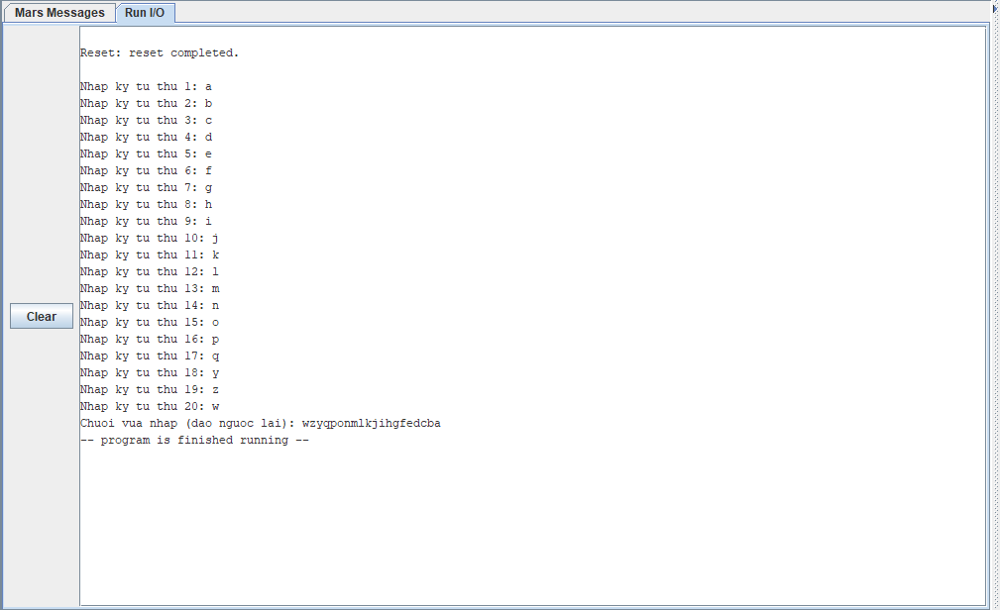 Mars Messages Run I/O
Reset: reset completed.
Nhap ky tu thu 1: a
Nhap ky tu thu 2: b
Nhap ky tu thu 3: c
Nhap ky tu thu 4: d
Nhap ky tu thu 5: e
Nhap ky tu thu 6: f
Nhap ky tu thu 7: g
Nhap ky tu thu 8: h
Nhap ky tu thu 9: i
Nhap ky tu thu 10: j
Nhap ky tu thu 11: k
Nhap ky tu thu 12: l
Nhap ky tu thu 13: m
Nhap ky tu thu 14: n
Nhap ky tu thu 15: o
Nhap ky tu thu 16: p
Nhap ky tu thu 17: q
Nhap ky tu thu 18: y
Nhap ky tu thu 19: z
Nhap ky tu thu 20: w
Chuoi vua nhap (dao nguoc lai): wzyqponmlkjihgfedcba
-- program is finished running --
Clear